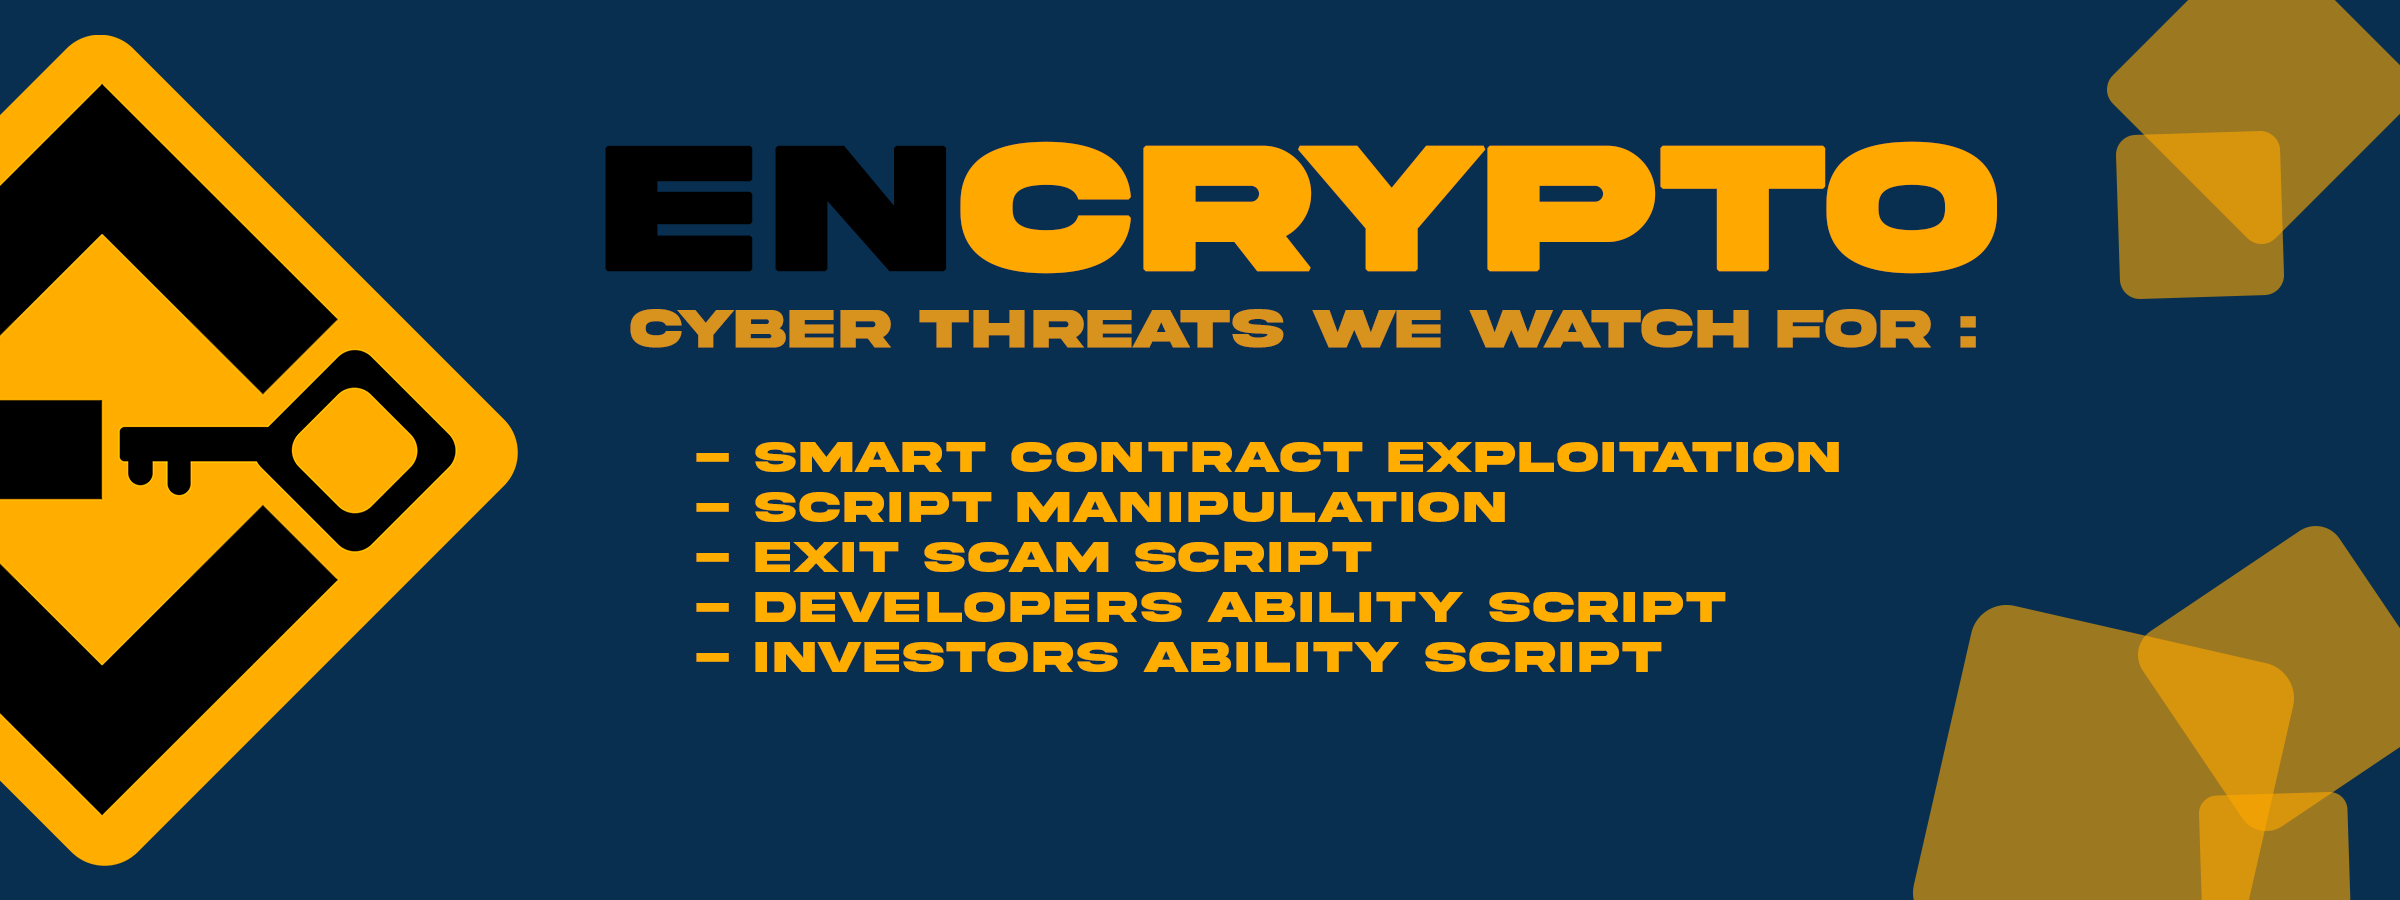 ENCRYPTO
CYBER THREATS WE WATCH FOR :
- SMART CONTRACT EXPLOITATION
- SCRIPT MANIPULATION
- EXIT SCAM SCRIPT
- DEVELOPERS ABILITY SCRIPT
- INVESTORS ABILITY SCRIPT